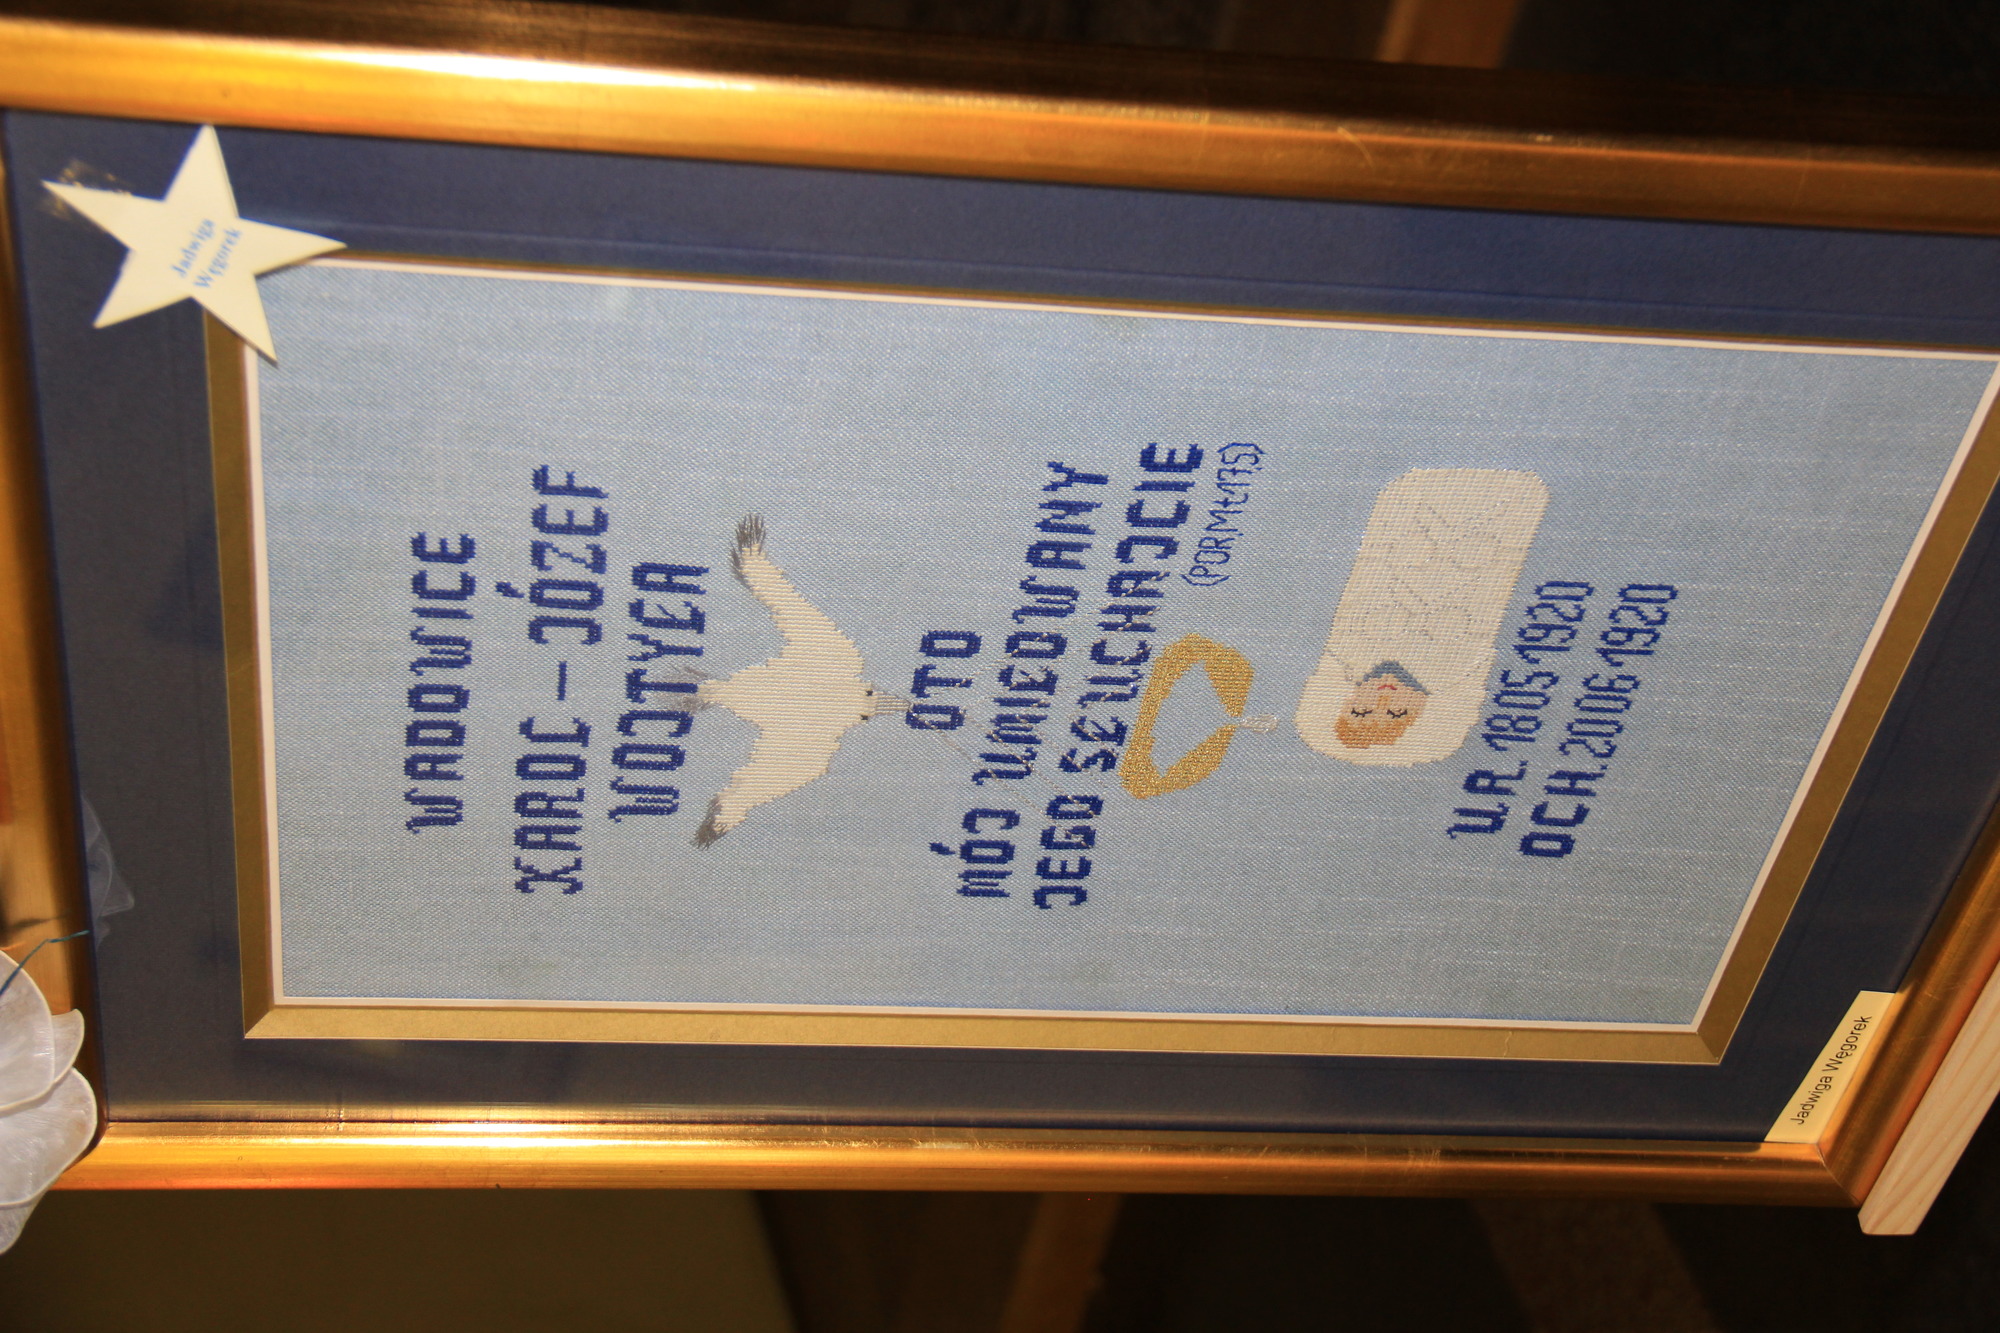 Jadwiga
Węgorek
WADOWICE
KAROL-JÓZEF
WOJTYŁA
OTO
MÓJ UMIŁOWANY
JEGO SŁUCHAJCIE
(POR.Mt.17.5)
UR.18.05.1920
OCH.20.06.1920
Jadwiga Węgorek